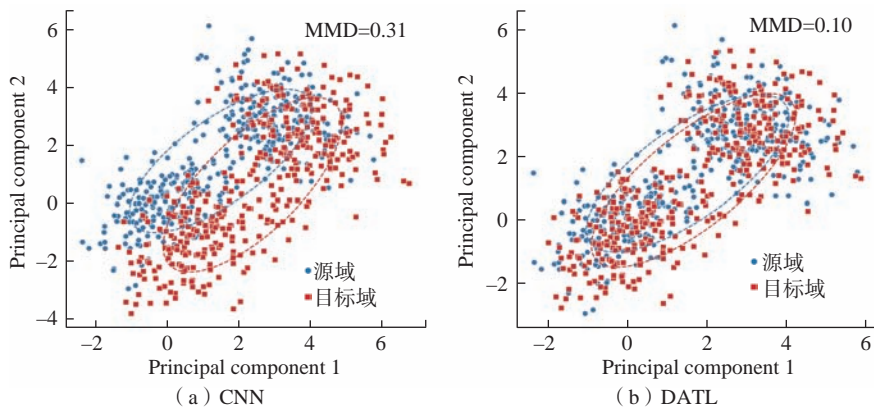 MMD=0.31
6
4
2
0
−2
−4
Principal component 2
−2
0
2
4
6
Principal component 1
源域
目标域
（a）CNN
MMD=0.10
6
4
2
0
−2
Principal component 2
−2
0
2
4
6
Principal component 1
源域
目标域
（b）DATL